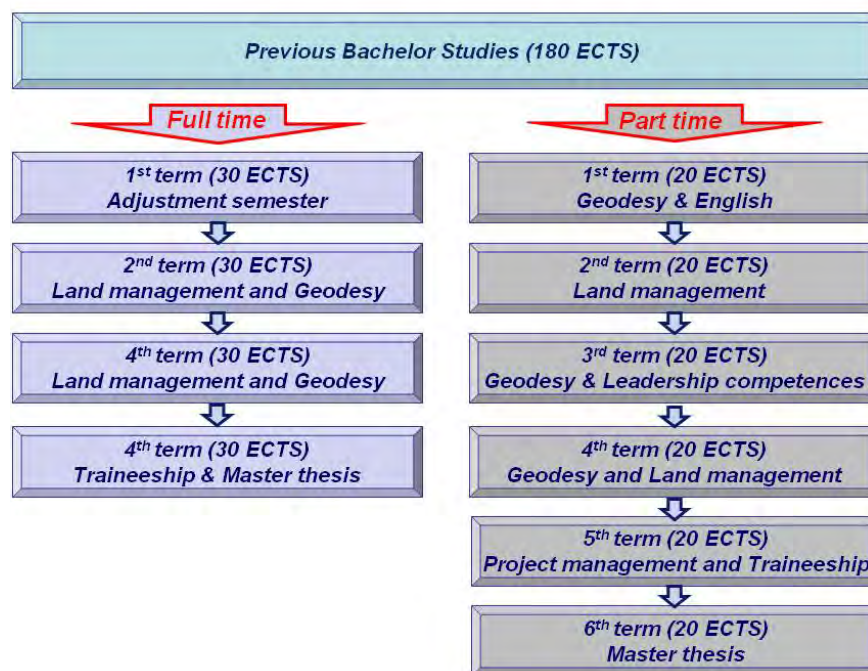 Previous Bachelor Studies (180 ECTS)
Full time
1st term (30 ECTS)
Adjustment semester
2nd term (30 ECTS)
Land management and Geodesy
4th term (30 ECTS)
Land management and Geodesy
4th term (30 ECTS)
Traineeship & Master thesis
Part time
1st term (20 ECTS)
Geodesy & English
2nd term (20 ECTS)
Land management
3rd term (20 ECTS)
Geodesy & Leadership competences
4th term (20 ECTS)
Geodesy and Land management
5th term (20 ECTS)
Project management and Traineeship
6th term (20 ECTS)
Master thesis